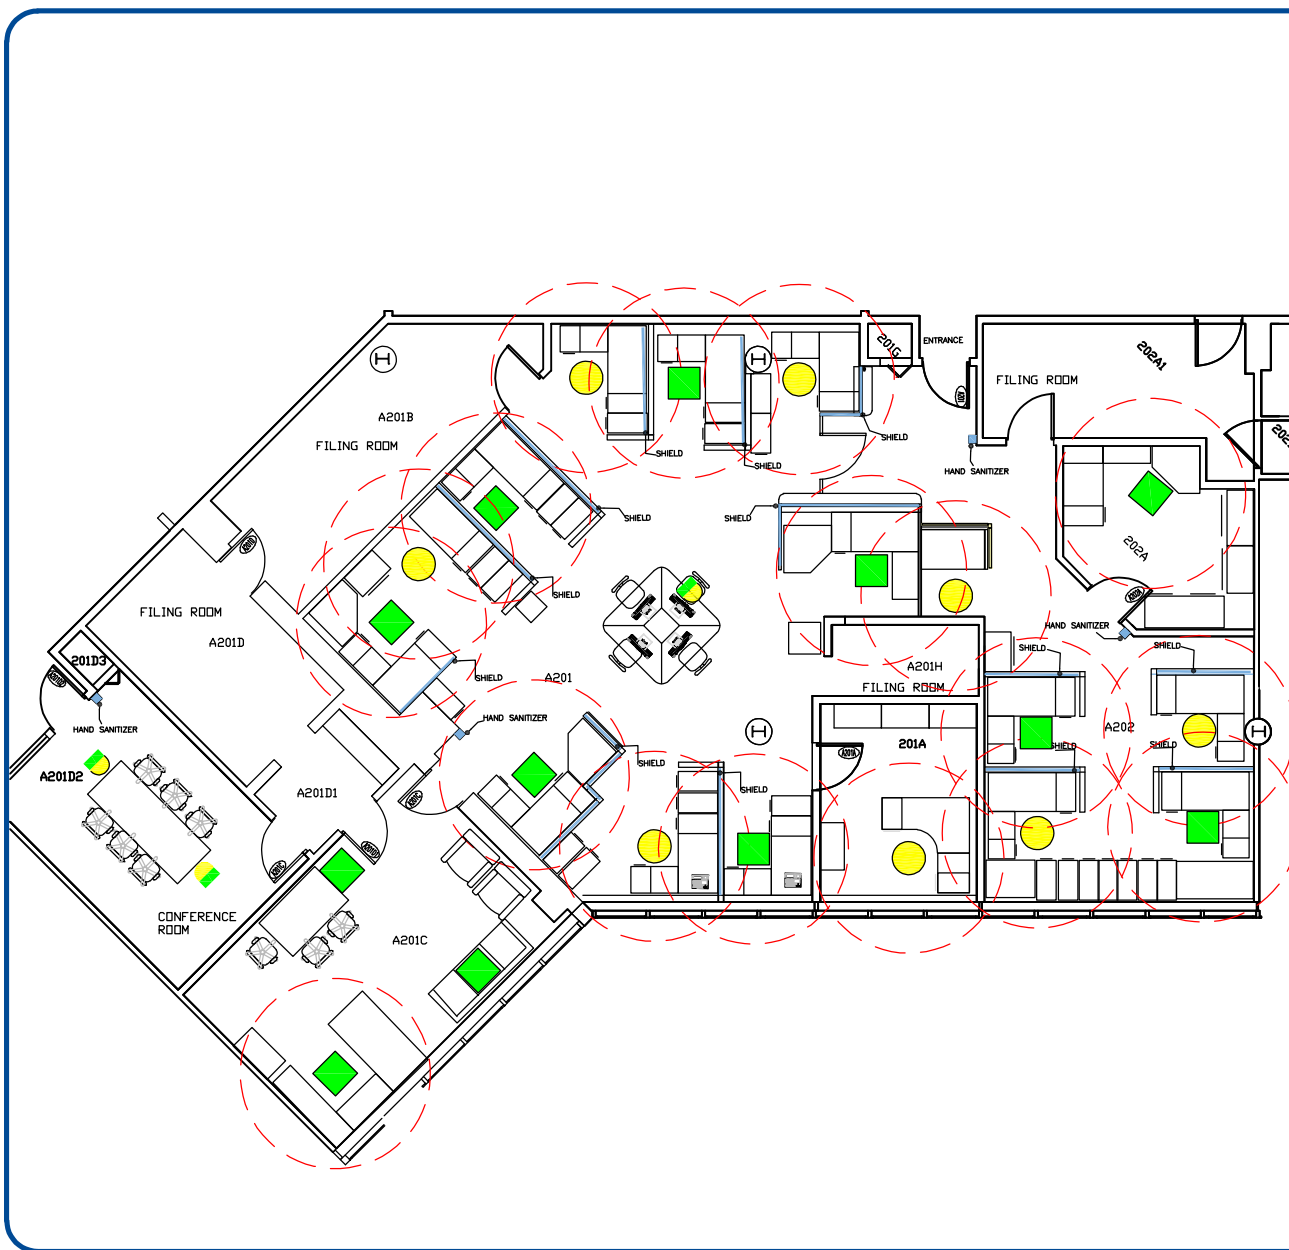 201G
ENTRANCE
202A1
FILING ROOM
A201B
FILING ROOM
SHIELD
SHIELD
SHIELD
HAND SANITIZER
SHIELD
SHIELD
202A
SHIELD
FILING ROOM
A201D
HAND SANITIZER
201D3
SHIELD
A201
A201H
FILING ROOM
SHIELD
SHIELD
HAND SANITIZER
HAND SANITIZER
A202
201A
SHIELD
SHIELD
SHIELD
A201D2
SHIELD
A201D1
CONFERENCE
ROOM
A201C
H
H
H
H